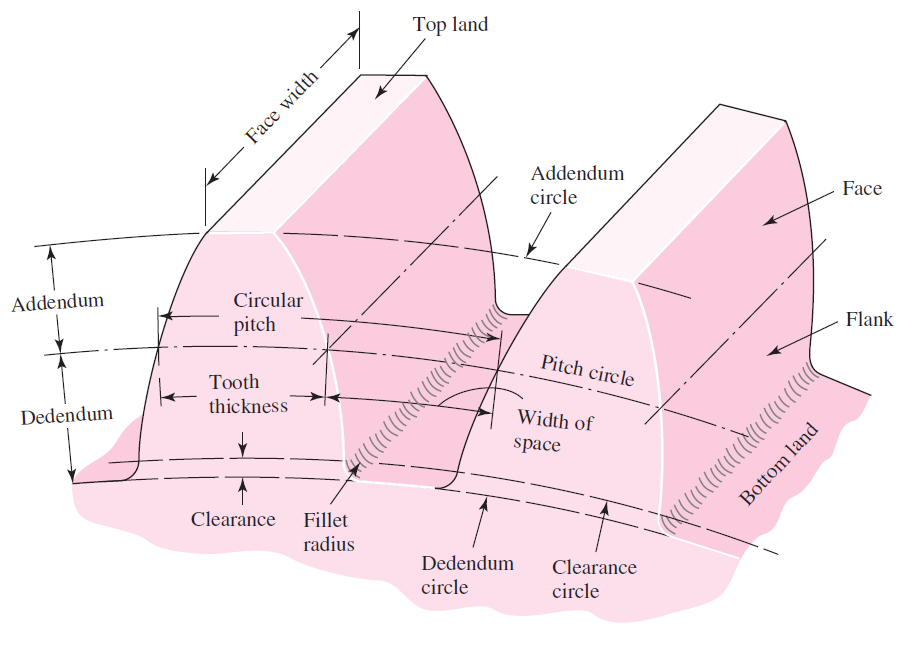 Top land
Face width
Addendum
circle
Face
Addendum
Circular
pitch
Flank
Pitch circle
Tooth
thickness
Dedendum
Width of
space
Bottom land
Clearance
Fillet
radius
Dedendum
circle
Clearance
circle